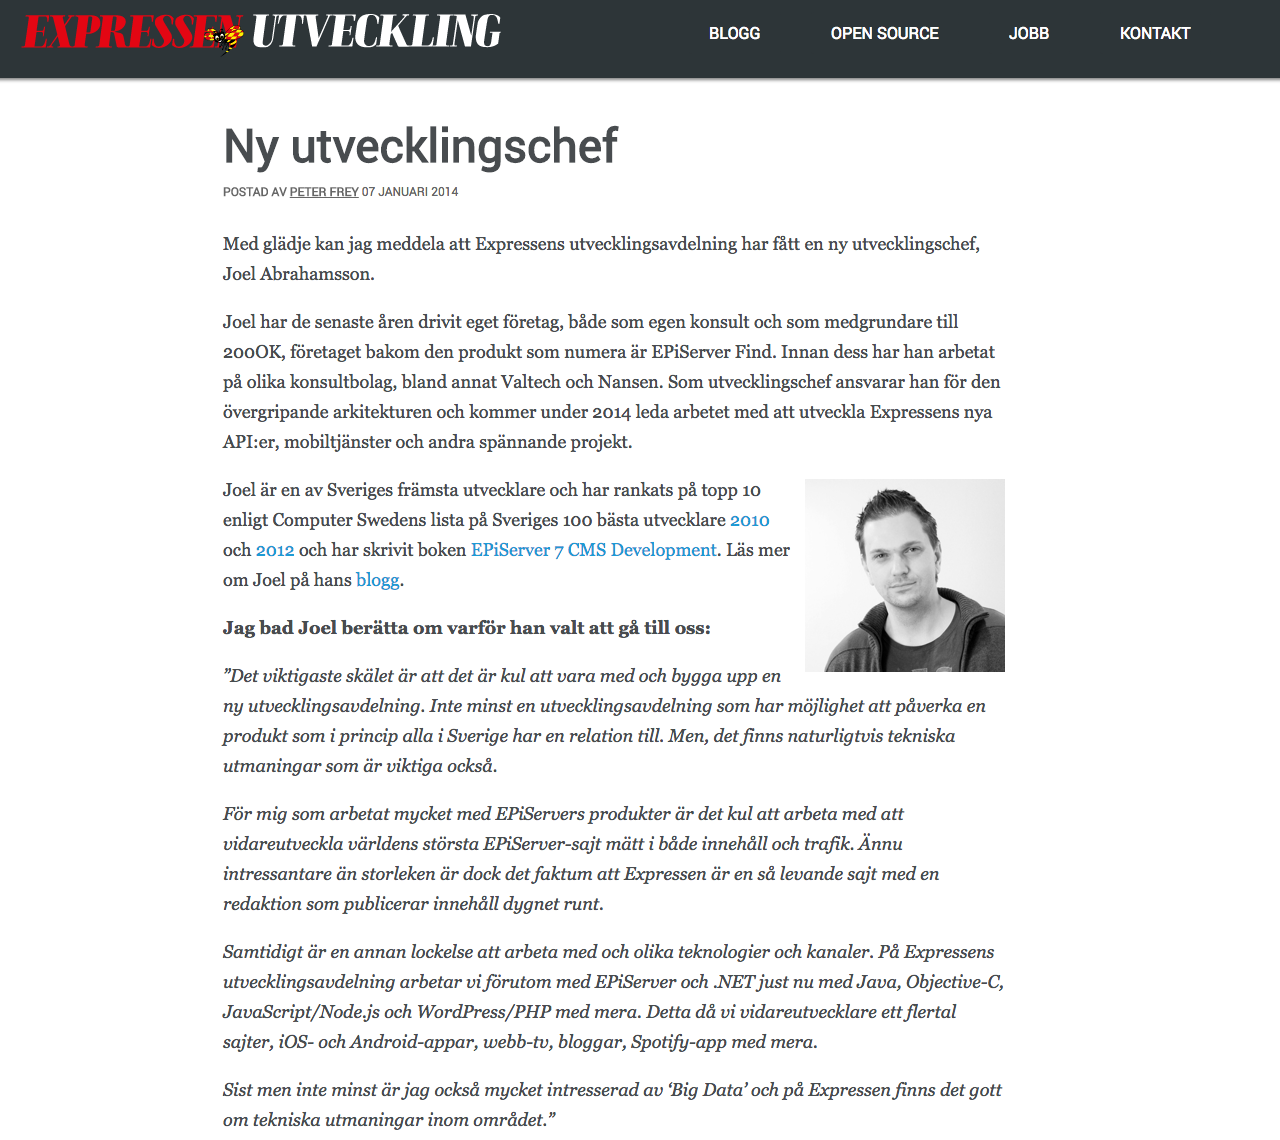 EXPRESSEN UTVECKLING
BLOGG OPEN SOURCE JOBB KONTAKT
Ny utvecklingschef
POSTAD AV PETER FREY 07 JANUARI 2014
Med glädje kan jag meddela att Expressens utvecklingsavdelning har fått en ny utvecklingschef,
Joel Abrahamsson.
Joel har de senaste åren drivit eget företag, både som egen konsult och som medgrundare till
200OK, företaget bakom den produkt som numera är EPiServer Find. Innan dess har han arbetat
på olika konsultbolag, bland annat Valtech och Nansen. Som utvecklingschef ansvarar han för den
övergripande arkitekturen och kommer under 2014 leda arbetet med att utveckla Expressens nya
API:er, mobiltjänster och andra spännande projekt.
Joel är en av Sveriges främsta utvecklare och har rankats på topp 10
enligt Computer Swedens lista på Sveriges 100 bästa utvecklare 2010
och 2012 och har skrivit boken EPiServer 7 CMS Development. Läs mer
om Joel på hans blogg.
Jag bad Joel berätta om varför han valt att gå till oss:
”Det viktigaste skälet är att det är kul att vara med och bygga upp en
ny utvecklingsavdelning. Inte minst en utvecklingsavdelning som har möjlighet att påverka en
produkt som i princip alla i Sverige har en relation till. Men, det finns naturligtvis tekniska
utmaningar som är viktiga också.
För mig som arbetat mycket med EPiServers produkter är det kul att arbeta med att
vidareutveckla världens största EPiServer-sajt mätt i både innehåll och trafik. Ännu
intressantare än storleken är dock det faktum att Expressen är en så levande sajt med en
redaktion som publicerar innehåll dygnet runt.
Samtidigt är en annan lockelse att arbeta med och olika teknologier och kanaler. På Expressens
utvecklingsavdelning arbetar vi förutom med EPiServer och .NET just nu med Java, Objective-C,
JavaScript/Node.js och WordPress/PHP med mera. Detta då vi vidareutvecklare ett flertal
sajter, iOS- och Android-appar, webb-tv, bloggar, Spotify-app med mera.
Sist men inte minst är jag också mycket intresserad av ‘Big Data’ och på Expressen finns det gott
om tekniska utmaningar inom området.”